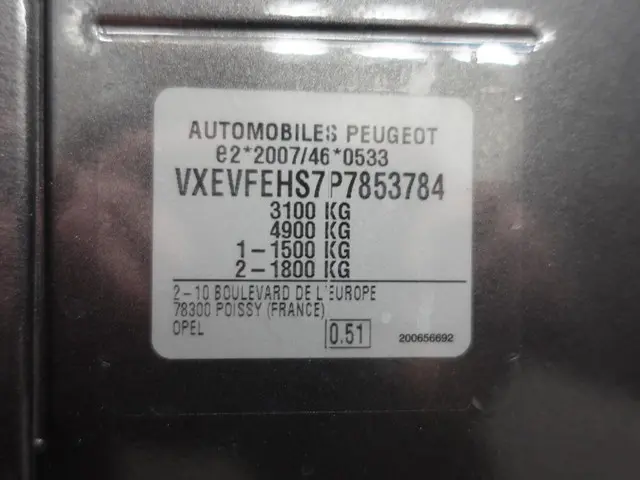 AUTOMOBILES PEUGEOT
e2*2007/46*0533
VXEVFEHS7P7853784
3100 KG
4900 KG
1-1500 KG
2-1800 KG
2-10 BOULEVARD DE L'EUROPE
78300 POISSY (FRANCE)
OPEL 0.51 200656692